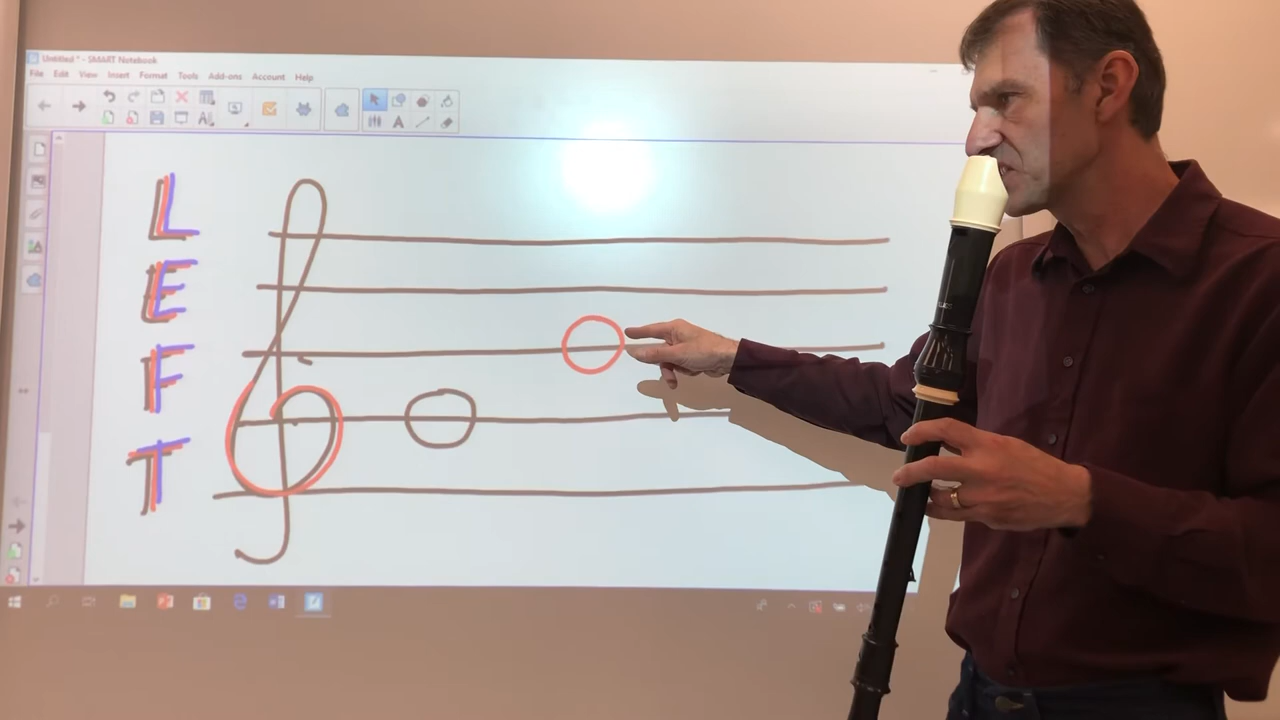 Untitled * - SMART Notebook
File Edit View Insert Format Tools Add-ons Account Help
L
E
F
T